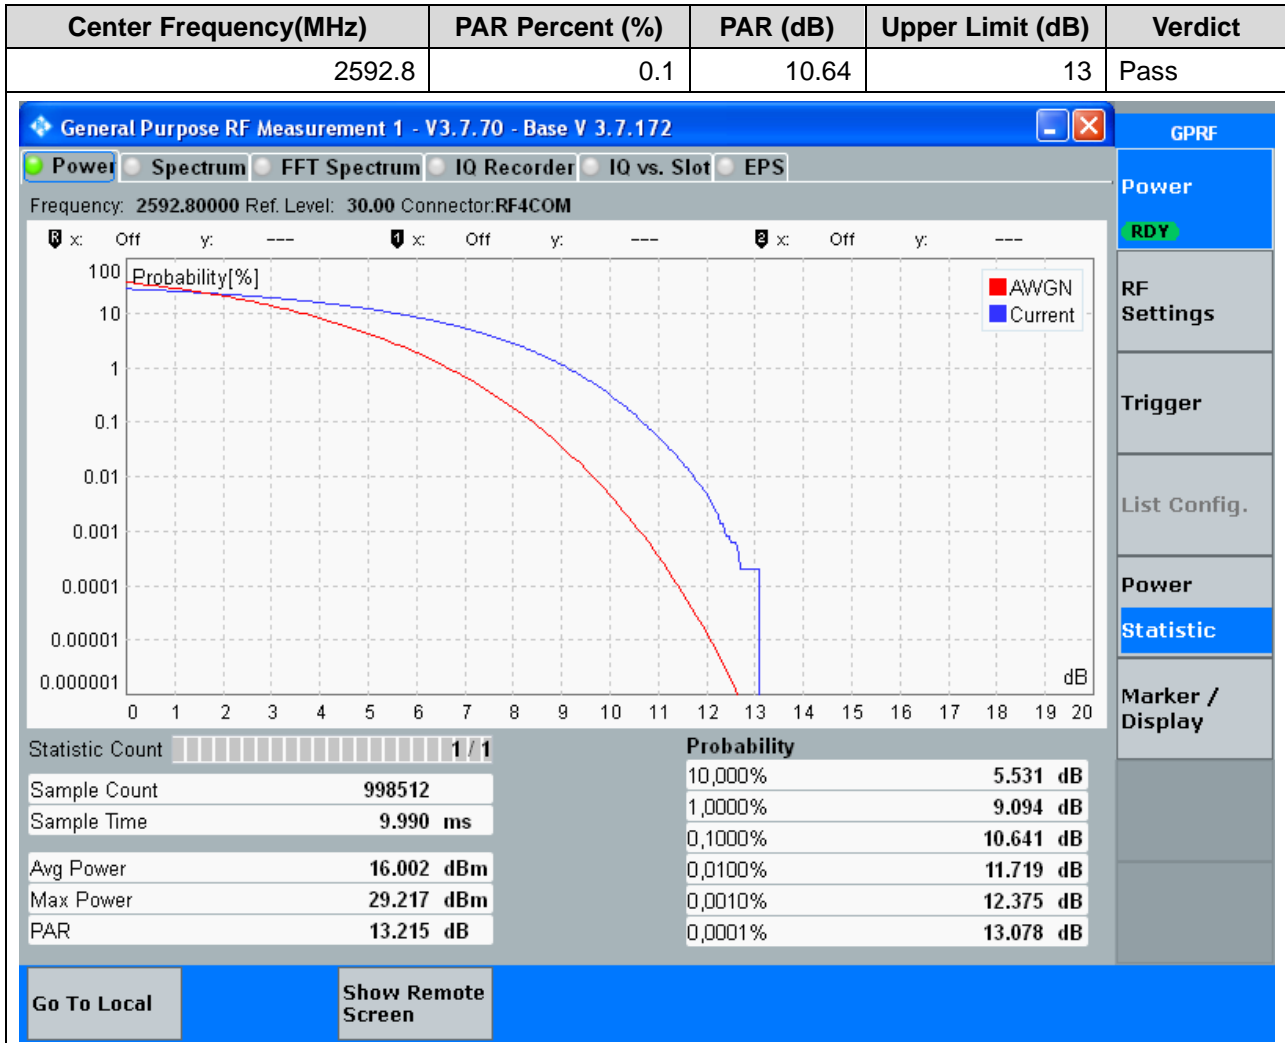 Center Frequency(MHz) PAR Percent (%) PAR (dB) Upper Limit (dB) Verdict
2592.8 0.1 10.64 13 Pass
General Purpose RF Measurement 1 - V3.7.70 - Base V 3.7.172
GPRF
Power Spectrum FFT Spectrum IQ Recorder IQ vs. Slot EPS
Frequency: 2592.80000 Ref. Level: 30.00 Connector:RF4COM
R x: Off y: --- 1 x: Off y: --- 2 x: Off y: ---
Probability[%]
100
10
1
0.1
0.01
0.001
0.0001
0.00001
0.000001
AWGN
Current
dB
0 1 2 3 4 5 6 7 8 9 10 11 12 13 14 15 16 17 18 19 20
Power
RDY
RF
Settings
Trigger
List Config.
Power
Statistic
Marker /
Display
Statistic Count 1 / 1
Sample Count 998512
Sample Time 9.990 ms
Avg Power 16.002 dBm
Max Power 29.217 dBm
PAR 13.215 dB
Probability
10,000% 5.531 dB
1,0000% 9.094 dB
0,1000% 10.641 dB
0,0100% 11.719 dB
0,0010% 12.375 dB
0,0001% 13.078 dB
Go To Local
Show Remote
Screen